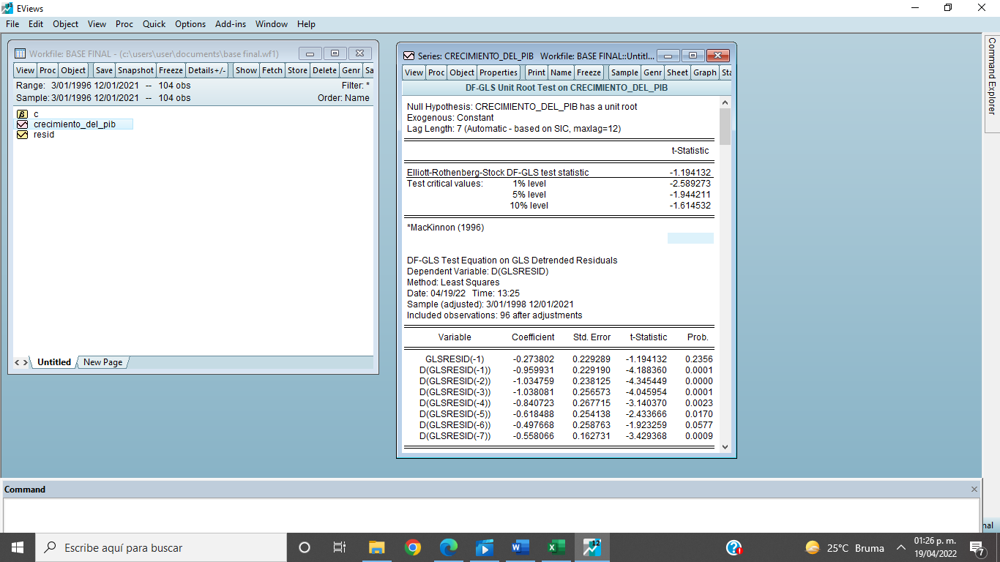 EViews
File Edit Object View Proc Quick Options Add-ins Window Help
Workfile: BASE FINAL - (c:\users\user\documents\base final.wf1)
View Proc Object Save Snapshot Freeze Details+/- Show Fetch Store Delete Genr Sa
Range: 3/01/1996 12/01/2021 -- 104 obs Filter: *
Sample: 3/01/1996 12/01/2021 -- 104 obs Order: Name
β c
crecimiento_del_pib
resid
< > Untitled New Page
Series: CRECIMIENTO_DEL_PIB Workfile: BASE FINAL::Untitl...
View Proc Object Properties Print Name Freeze Sample Genr Sheet Graph Sta
DF-GLS Unit Root Test on CRECIMIENTO_DEL_PIB
Null Hypothesis: CRECIMIENTO_DEL_PIB has a unit root
Exogenous: Constant
Lag Length: 7 (Automatic - based on SIC, maxlag=12)
t-Statistic
Elliott-Rothenberg-Stock DF-GLS test statistic -1.194132
Test critical values: 1% level -2.589273
5% level -1.944211
10% level -1.614532
*MacKinnon (1996)
DF-GLS Test Equation on GLS Detrended Residuals
Dependent Variable: D(GLSRESID)
Method: Least Squares
Date: 04/19/22 Time: 13:25
Sample (adjusted): 3/01/1998 12/01/2021
Included observations: 96 after adjustments
Variable Coefficient Std. Error t-Statistic Prob.
GLSRESID(-1) -0.273802 0.229289 -1.194132 0.2356
D(GLSRESID(-1)) -0.959931 0.229190 -4.188360 0.0001
D(GLSRESID(-2)) -1.034759 0.238125 -4.345449 0.0000
D(GLSRESID(-3)) -1.038081 0.256573 -4.045954 0.0001
D(GLSRESID(-4)) -0.840723 0.267715 -3.140370 0.0023
D(GLSRESID(-5)) -0.618488 0.254138 -2.433666 0.0170
D(GLSRESID(-6)) -0.497668 0.258763 -1.923259 0.0577
D(GLSRESID(-7)) -0.558066 0.162731 -3.429368 0.0009
Command Explorer
Command
nal
Escribe aquí para buscar
12
25°C Bruma
01:26 p. m.
19/04/2022
7